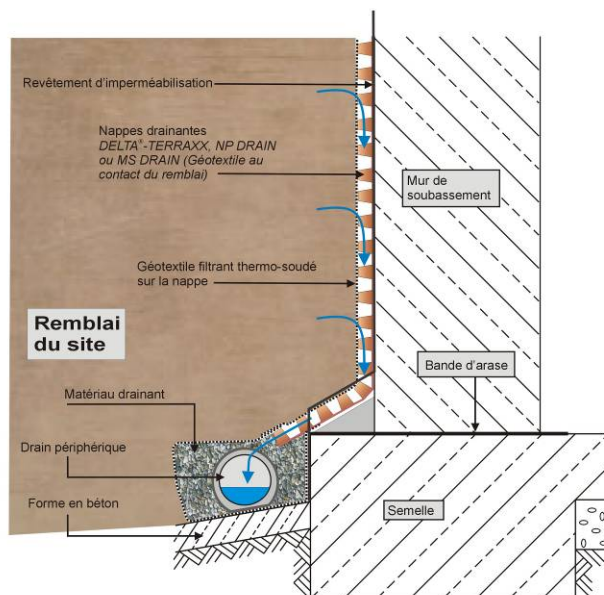 Revêtement d'imperméabilisation
Nappes drainantes
DELTA®-TERRAXX, NP DRAIN
ou MS DRAIN (Géotextile au
contact du remblai)
Mur de
soubassement
Géotextile filtrant thermo-soudé
sur la nappe
Remblai
du site
Bande d'arase
Matériau drainant
Drain périphérique
Forme en béton
Semelle